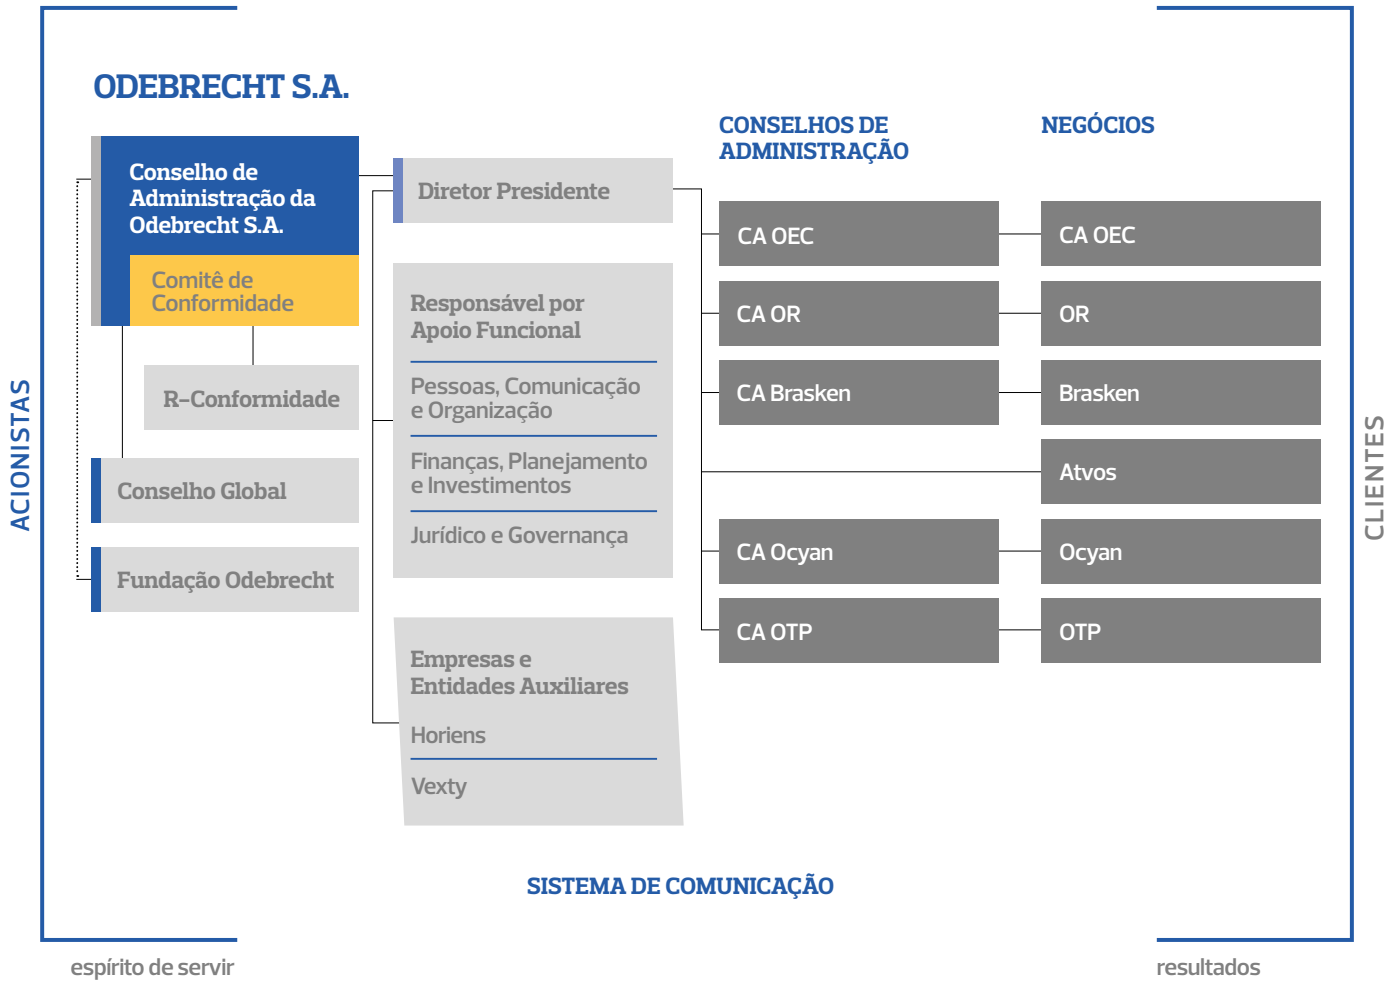 ODEBRECHT S.A.
Conselho de
Administração da
Odebrecht S.A.
Comitê de
Conformidade
R-Conformidade
Conselho Global
Fundação Odebrecht
Diretor Presidente
Responsável por
Apoio Funcional
Pessoas, Comunicação
e Organização
Finanças, Planejamento
e Investimentos
Jurídico e Governança
Empresas e
Entidades Auxiliares
Horiens
Vexty
CONSELHOS DE
ADMINISTRAÇÃO
CA OEC
CA OR
CA Brasken
CA Ocyan
CA OTP
NEGÓCIOS
CA OEC
OR
Brasken
Atvos
Ocyan
OTP
ACIONISTAS
CLIENTES
SISTEMA DE COMUNICAÇÃO
espírito de servir
resultados